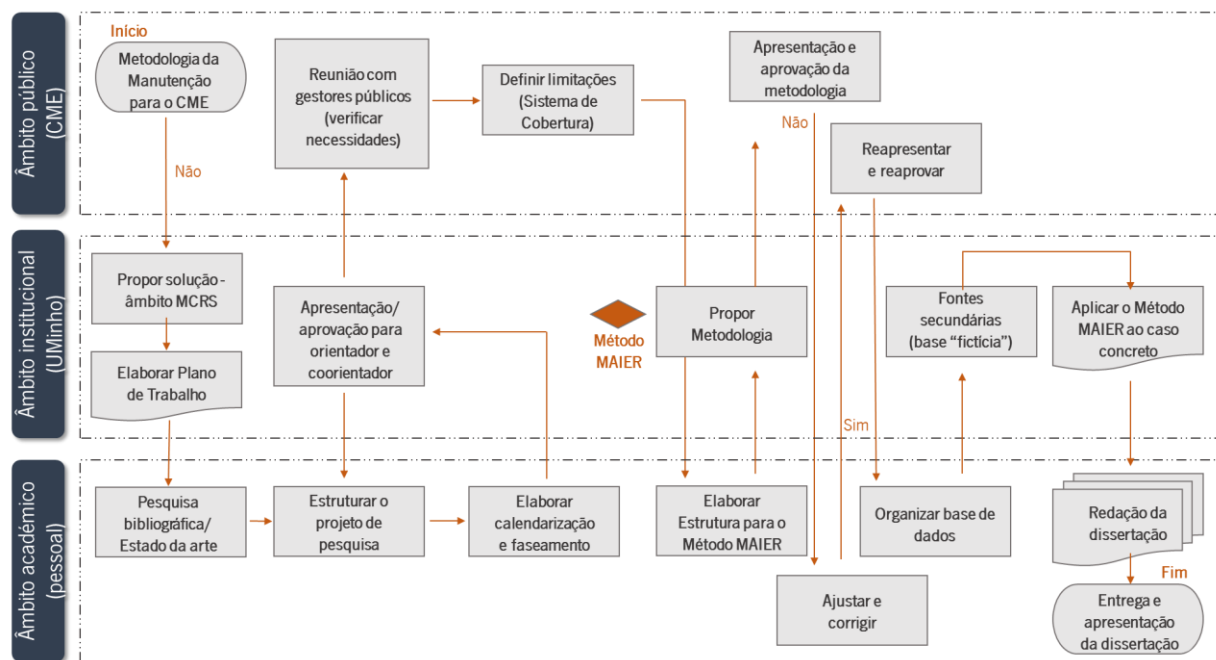 Âmbito público
(CME)
Início
Metodologia da
Manutenção
para o CME
Não
Reunião com
gestores públicos
(verificar
necessidades)
Definir limitações
(Sistema de
Cobertura)
Apresentação e
aprovação da
metodologia
Não
Reapresentar
e reaprovar
Âmbito institucional
(UMinho)
Propor solução -
âmbito MCRS
Elaborar Plano
de Trabalho
Apresentação/
aprovação para
orientador e
coorientador
Método
MAIER
Propor
Metodologia
Sim
Fontes
secundárias
(base “fictícia”)
Aplicar o Método
MAIER ao caso
concreto
Âmbito académico
(pessoal)
Pesquisa
bibliográfica/
Estado da arte
Estruturar o
projeto de
pesquisa
Elaborar
calendarização
e faseamento
Elaborar
Estrutura para o
Método MAIER
Ajustar e
corrigir
Organizar base de
dados
Redação da
dissertação
Fim
Entrega e
apresentação
da dissertação